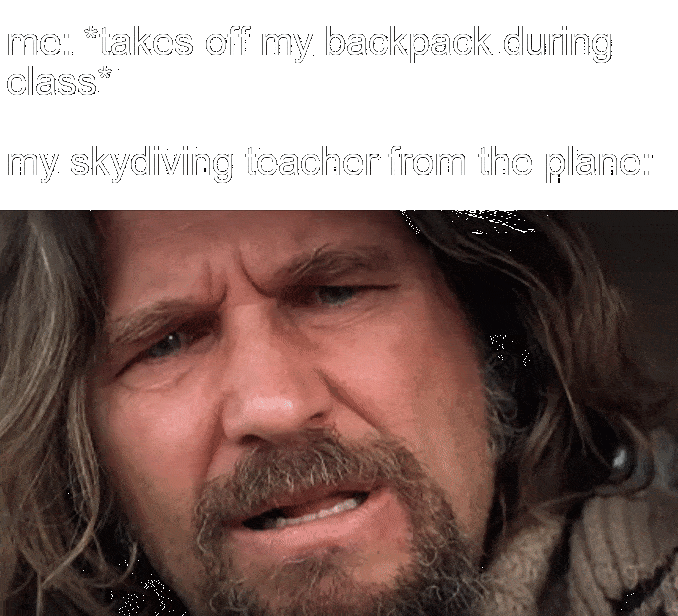 me: *takes off my backpack during
class*
my skydiving teacher from the plane: